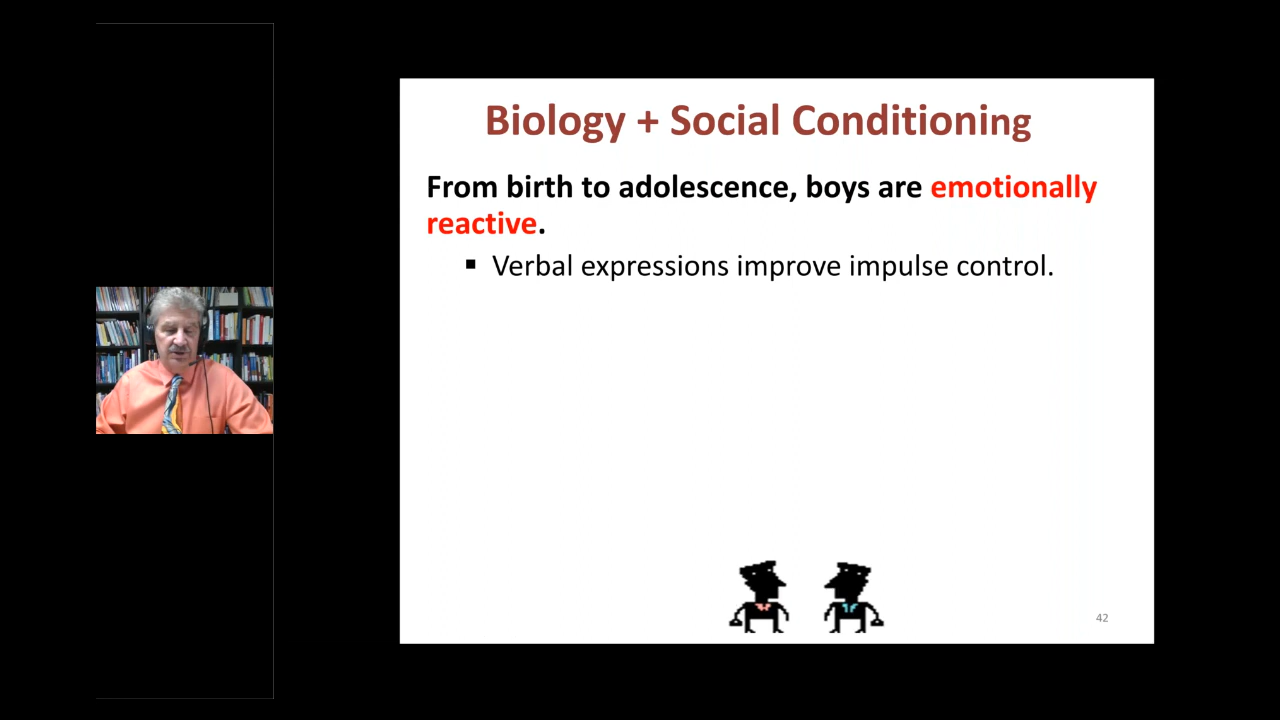 Biology + Social Conditioning
From birth to adolescence, boys are emotionally
reactive.
▪ Verbal expressions improve impulse control.
42